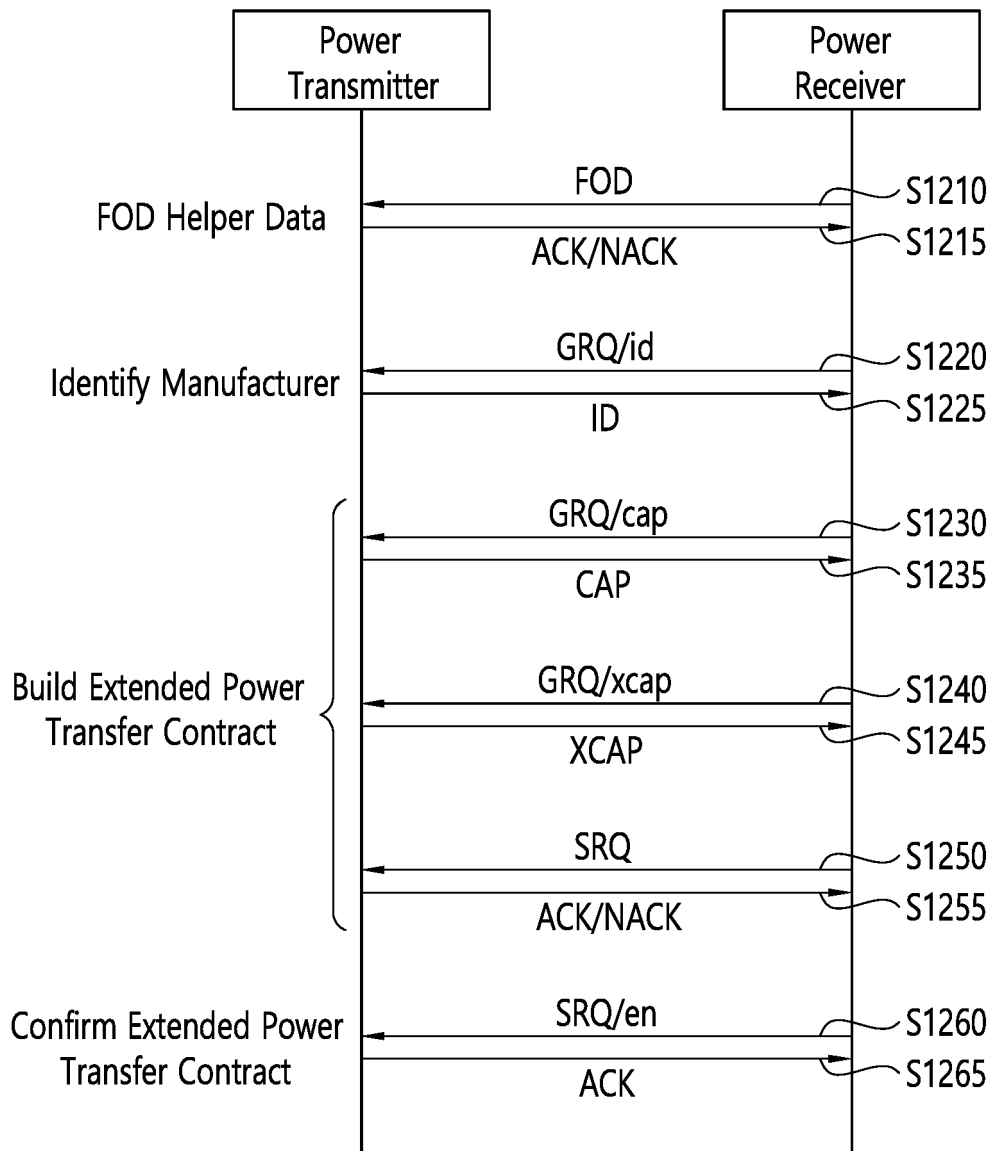 Power
Transmitter
Power
Receiver
FOD Helper Data
FOD
S1210
ACK/NACK
S1215
Identify Manufacturer
GRQ/id
S1220
ID
S1225
Build Extended Power
Transfer Contract
GRQ/cap
S1230
CAP
S1235
GRQ/xcap
S1240
XCAP
S1245
SRQ
S1250
ACK/NACK
S1255
Confirm Extended Power
Transfer Contract
SRQ/en
S1260
ACK
S1265